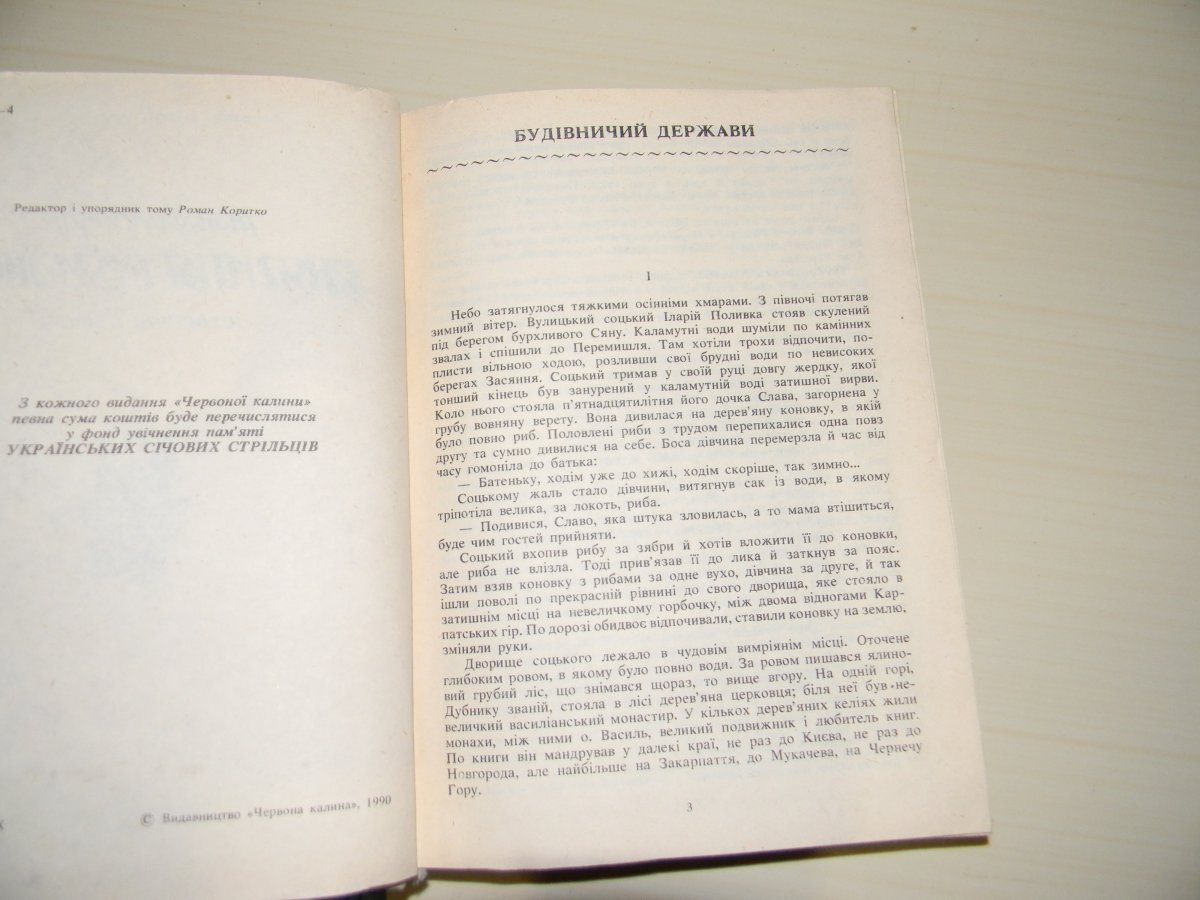 –4
Редактор і упорядник тому Роман Коритко
З кожного видання «Червоної калини»
певна сума коштів буде перечислятися
у фонд увічнення пам’яті
УКРАЇНСЬКИХ СІЧОВИХ СТРІЛЬЦІВ
© Видавництво «Червона калина», 1990
БУДІВНИЧИЙ ДЕРЖАВИ
I
Небо затягнулося тяжкими осінніми хмарами. З півночі потягав
зимний вітер. Вулицький соцький Іларій Поливка стояв скулений
під берегом бурхливого Сяну. Каламутні води шуміли по камінних
звалах і спішили до Перемишля. Там хотіли трохи відпочити, по-
плисти вільною ходою, розливши свої брудні води по невисоких
берегах Засяння. Соцький тримав у своїй руці довгу жердку, якої
тонший кінець був занурений у каламутній воді затишної вирви.
Коло нього стояла п’ятнадцятилітня його дочка Слава, загорнена у
грубу вовняну верету. Вона дивилася на дерев’яну коновку, в якій
було повно риб. Половлені риби з трудом перепихалися одна повз
другу та сумно дивилися на себе. Боса дівчина перемерзла й час від
часу гомоніла до батька:
— Батеньку, ходім уже до хижі, ходім скоріше, так зимно...
Соцькому жаль стало дівчини, витягнув сак із води, в якому
тріпотіла велика, за локоть, риба.
— Подивися, Славо, яка штука зловилась, а то мама втішиться,
буде чим гостей прийняти.
Соцький вхопив рибу за зябри й хотів вложити її до коновки,
але риба не влізла. Тоді прив’язав її до лика й заткнув за пояс.
Затим взяв коновку з рибами за одне вухо, дівчина за друге, й так
ішли поволі по прекрасній рівнині до свого дворища, яке стояло в
затишнім місці на невеличкому горбочку, між двома відногами Кар-
патських гір. По дорозі обидвоє відпочивали, ставили коновку на землю,
зміняли руки.
Дворище соцького лежало в чудовім вимріянім місці. Оточене
глибоким ровом, в якому було повно води. За ровом пишався ялино-
вий грубий ліс, що знімався щораз, то вище вгору. На одній горі,
Дубнику званій, стояла в лісі дерев’яна церковця; біля неї був не-
величкий василіанський монастир. У кількох дерев’яних келіях жили
монахи, між ними о. Василь, великий подвижник і любитель книг.
По книги він мандрував у далекі краї, не раз до Києва, не раз до
Новгорода, але найбільше на Закарпаття, до Мукачева, на Чернечу
Гору.
3